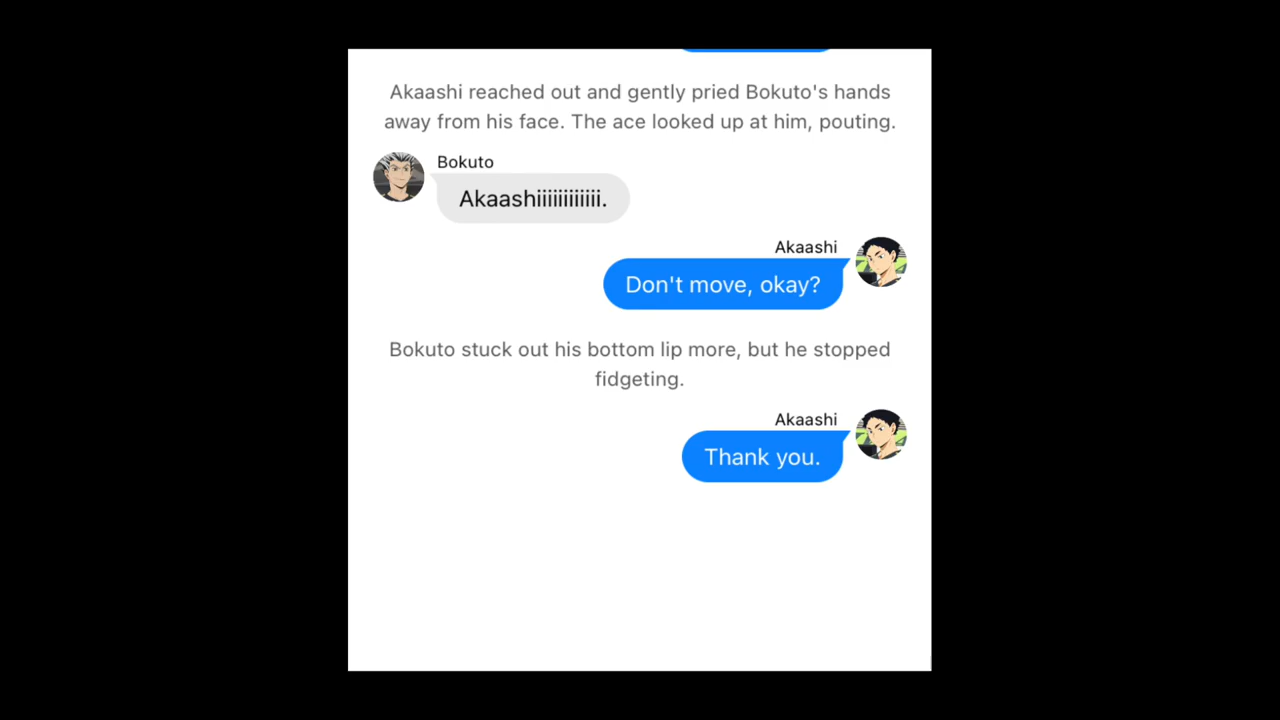 Akaashi reached out and gently pried Bokuto's hands
away from his face. The ace looked up at him, pouting.
Bokuto
Akaashiiiiiiiiiiii.
Akaashi
Don't move, okay?
Bokuto stuck out his bottom lip more, but he stopped
fidgeting.
Akaashi
Thank you.